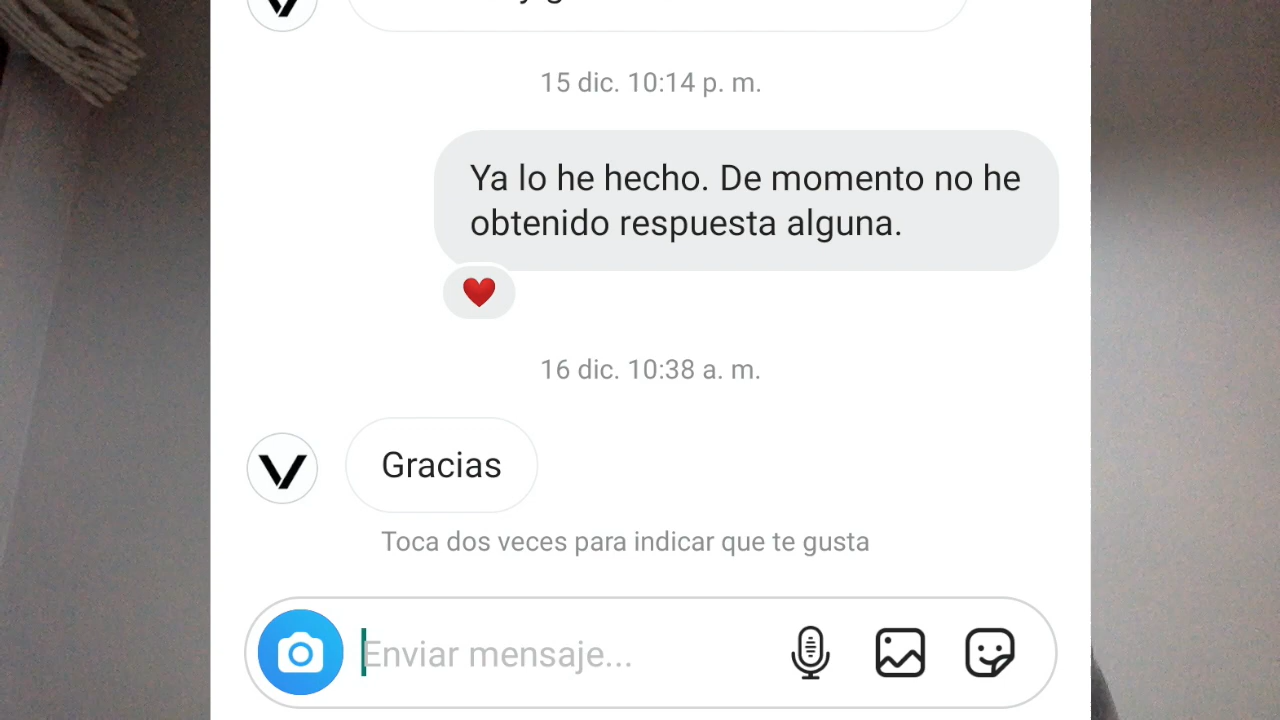 15 dic. 10:14 p. m.
Ya lo he hecho. De momento no he
obtenido respuesta alguna.
16 dic. 10:38 a. m.
Gracias
Toca dos veces para indicar que te gusta
Enviar mensaje...